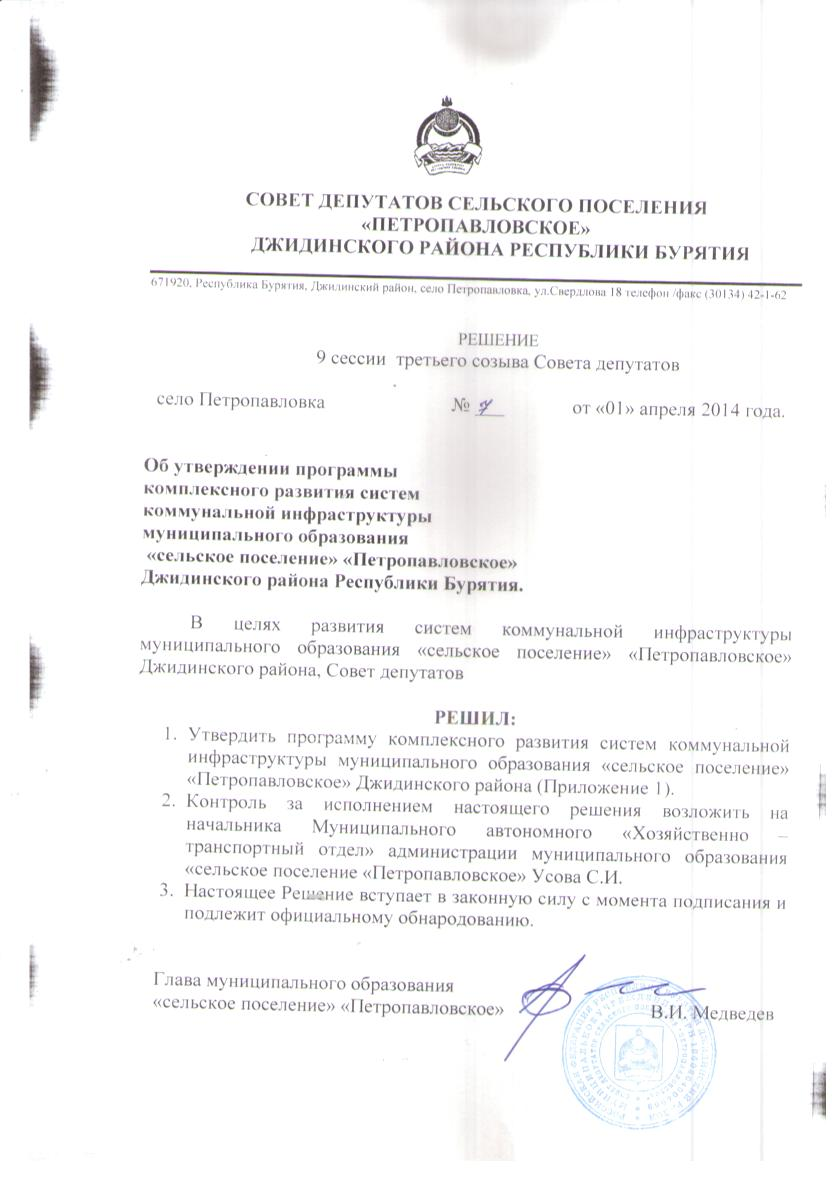 СОВЕТ ДЕПУТАТОВ СЕЛЬСКОГО ПОСЕЛЕНИЯ
«ПЕТРОПАВЛОВСКОЕ»
ДЖИДИНСКОГО РАЙОНА РЕСПУБЛИКИ БУРЯТИЯ
671920, Республика Бурятия, Джидинский район, село Петропавловка, ул.Свердлова 18 телефон /факс (30134) 42-1-62
РЕШЕНИЕ
9 сессии третьего созыва Совета депутатов
село Петропавловка № 7 от «01» апреля 2014 года.
Об утверждении программы
комплексного развития систем
коммунальной инфраструктуры
муниципального образования
«сельское поселение» «Петропавловское»
Джидинского района Республики Бурятия.
В целях развития систем коммунальной инфраструктуры
муниципального образования «сельское поселение» «Петропавловское»
Джидинского района, Совет депутатов
РЕШИЛ:
1. Утвердить программу комплексного развития систем коммунальной
инфраструктуры муниципального образования «сельское поселение»
«Петропавловское» Джидинского района (Приложение 1).
2. Контроль за исполнением настоящего решения возложить на
начальника Муниципального автономного «Хозяйственно –
транспортный отдел» администрации муниципального образования
«сельское поселение «Петропавловское» Усова С.И.
3. Настоящее Решение вступает в законную силу с момента подписания и
подлежит официальному обнародованию.
Глава муниципального образования
«сельское поселение» «Петропавловское» В.И. Медведев